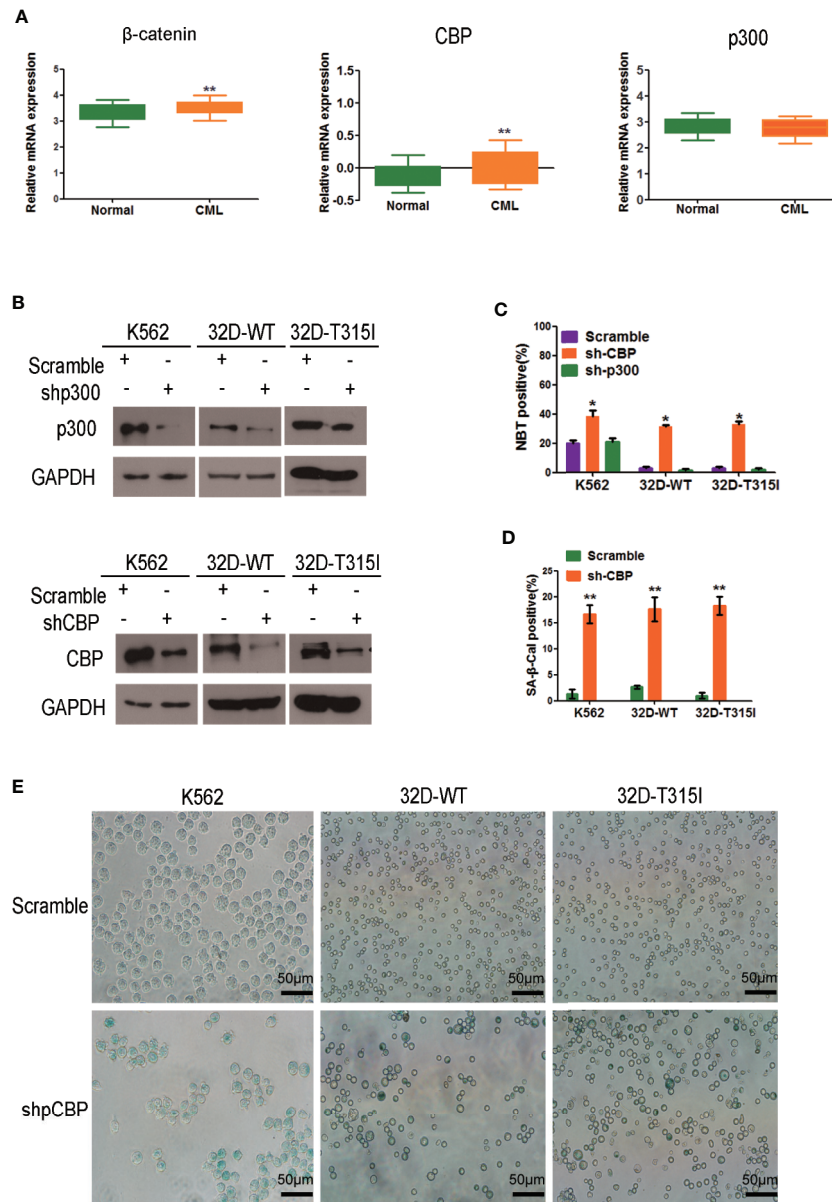 A
β-catenin
CBP
p300
Relative mRNA expression
5
4
3
2
1
0
**
Normal
CML
Relative mRNA expression
1.5
1.0
0.5
0.0
-0.5
**
Normal
CML
Relative mRNA expression
5
4
3
2
1
0
Normal
CML
B
K562 32D-WT 32D-T315I
Scramble + - + - + -
shp300 - + - + - +
p300
GAPDH
K562 32D-WT 32D-T315I
Scramble + - + - + -
shCBP - + - + - +
CBP
GAPDH
C
NBT positive(%)
100
80
60
40
20
0
Scramble
sh-CBP
sh-p300
* * *
K562 32D-WT 32D-T315I
D
SA-β-Cal positive(%)
25
20
15
10
5
0
Scramble
sh-CBP
** ** **
K562 32D-WT 32D-T315I
E
K562 32D-WT 32D-T315I
Scramble
50µm 50µm 50µm
shpCBP
50µm 50µm 50µm